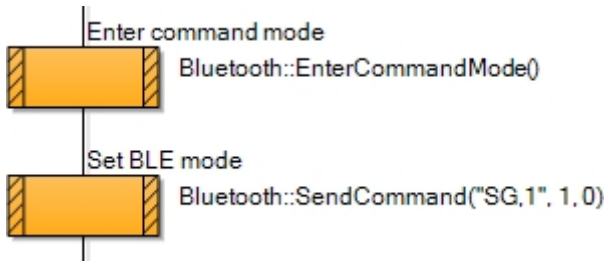 Enter command mode
Bluetooth::EnterCommandMode()
Set BLE mode
Bluetooth::SendCommand("SG,1", 1, 0)